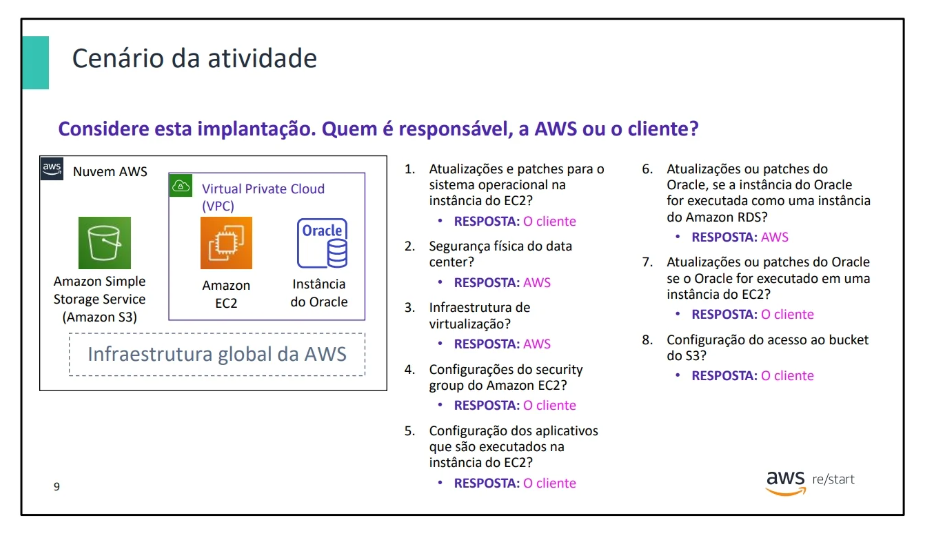 Cenário da atividade
Considere esta implantação. Quem é responsável, a AWS ou o cliente?
aws
Nuvem AWS
Virtual Private Cloud
(VPC)
Oracle
Amazon Simple
Storage Service
(Amazon S3)
Amazon
EC2
Instância
do Oracle
Infraestrutura global da AWS
1. Atualizações e patches para o
sistema operacional na
instância do EC2?
• RESPOSTA: O cliente
2. Segurança física do data
center?
• RESPOSTA: AWS
3. Infraestrutura de
virtualização?
• RESPOSTA: AWS
4. Configurações do security
group do Amazon EC2?
• RESPOSTA: O cliente
5. Configuração dos aplicativos
que são executados na
instância do EC2?
• RESPOSTA: O cliente
6. Atualizações ou patches do
Oracle, se a instância do Oracle
for executada como uma instância
do Amazon RDS?
• RESPOSTA: AWS
7. Atualizações ou patches do Oracle
se o Oracle for executado em uma
instância do EC2?
• RESPOSTA: O cliente
8. Configuração do acesso ao bucket
do S3?
• RESPOSTA: O cliente
9
aws re/start